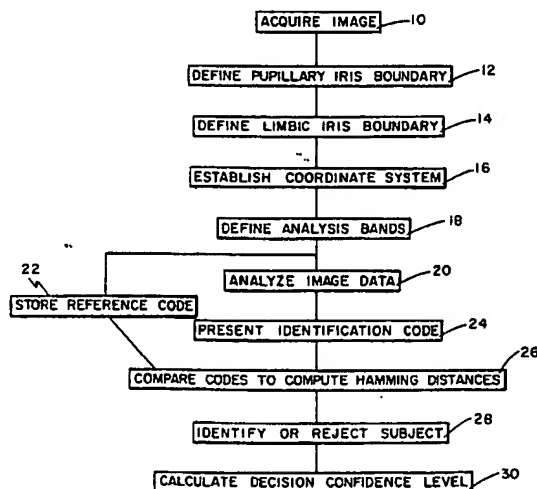 ACQUIRE IMAGE 10
DEFINE PUPILLARY IRIS BOUNDARY 12
DEFINE LIMBIC IRIS BOUNDARY 14
ESTABLISH COORDINATE SYSTEM 16
DEFINE ANALYSIS BANDS 18
22 ANALYZE IMAGE DATA 20
STORE REFERENCE CODE
PRESENT IDENTIFICATION CODE 24
COMPARE CODES TO COMPUTE HAMMING DISTANCES 26
IDENTIFY OR REJECT SUBJECT 28
CALCULATE DECISION CONFIDENCE LEVEL 30